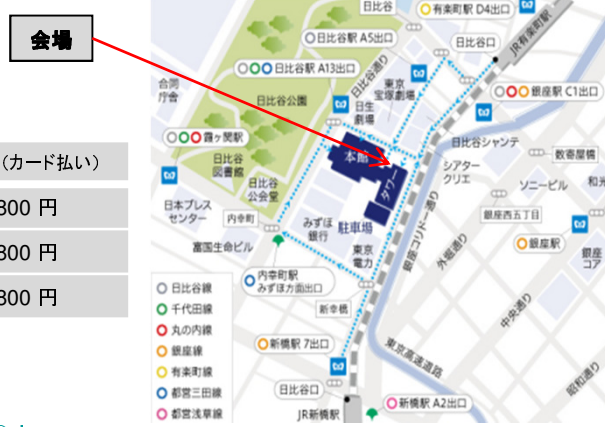 会場
(カード払い)
800 円
800 円
800 円
日比谷
有楽町駅 D4出口
JR有楽町駅
日比谷駅 A5出口
日比谷口
日比谷通り
日比谷駅 A13出口
東京
宝塚劇場
銀座駅 C1出口
合同
庁舎
日比谷公園
日生
劇場
霞ヶ関駅
日比谷シャンテ
数寄屋橋
本館
タワー
日比谷
図書館
シアター
クリエ
ソニービル
和光
日比谷
公会堂
日本プレス
センター
内幸町
みずほ
銀行
駐車場
銀座コリドー通り
銀座西五丁目
外堀通り
銀座駅
銀座
コア
富国生命ビル
東京
電力
内幸町駅
みずほ方面出口
新幸橋
中央通り
日比谷線
千代田線
丸の内線
銀座線
有楽町線
都営三田線
都営浅草線
新橋駅 7出口
東京高速道路
昭和通り
日比谷口
JR新橋駅
新橋駅 A2出口